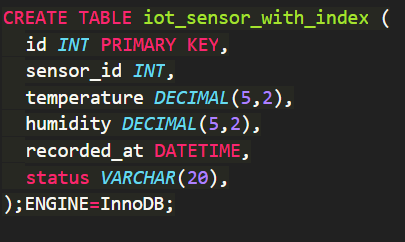 CREATE TABLE iot_sensor_with_index (
id INT PRIMARY KEY,
sensor_id INT,
temperature DECIMAL(5,2),
humidity DECIMAL(5,2),
recorded_at DATETIME,
status VARCHAR(20),
);ENGINE=InnoDB;